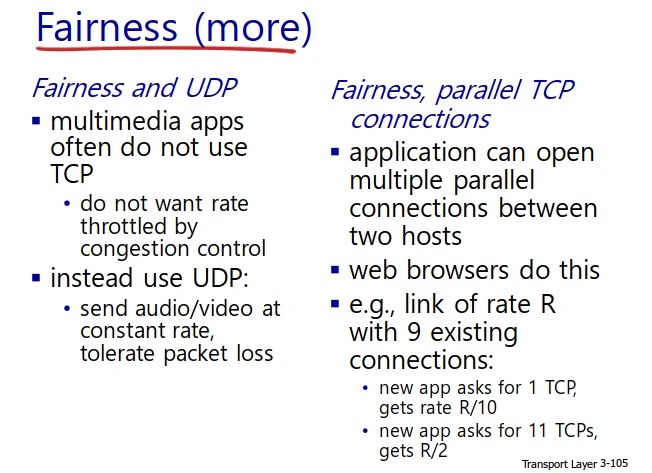 Fairness (more)
Fairness and UDP
▪ multimedia apps
often do not use
TCP
• do not want rate
throttled by
congestion control
▪ instead use UDP:
• send audio/video at
constant rate,
tolerate packet loss
Fairness, parallel TCP
connections
▪ application can open
multiple parallel
connections between
two hosts
▪ web browsers do this
▪ e.g., link of rate R
with 9 existing
connections:
• new app asks for 1 TCP,
gets rate R/10
• new app asks for 11 TCPs,
gets R/2
Transport Layer 3-105